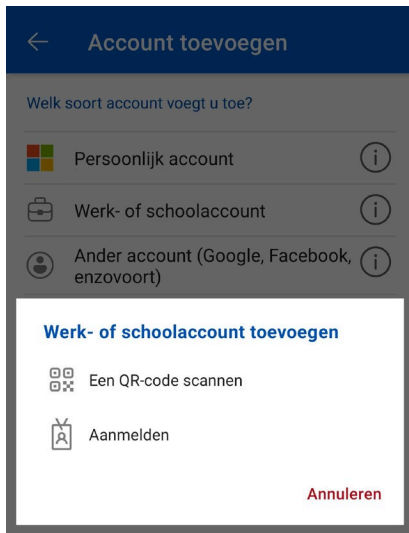 Account toevoegen
Welk soort account voegt u toe?
Persoonlijk account
Werk- of schoolaccount
Ander account (Google, Facebook,
enzovoort)
Werk- of schoolaccount toevoegen
Een QR-code scannen
Aanmelden
Annuleren